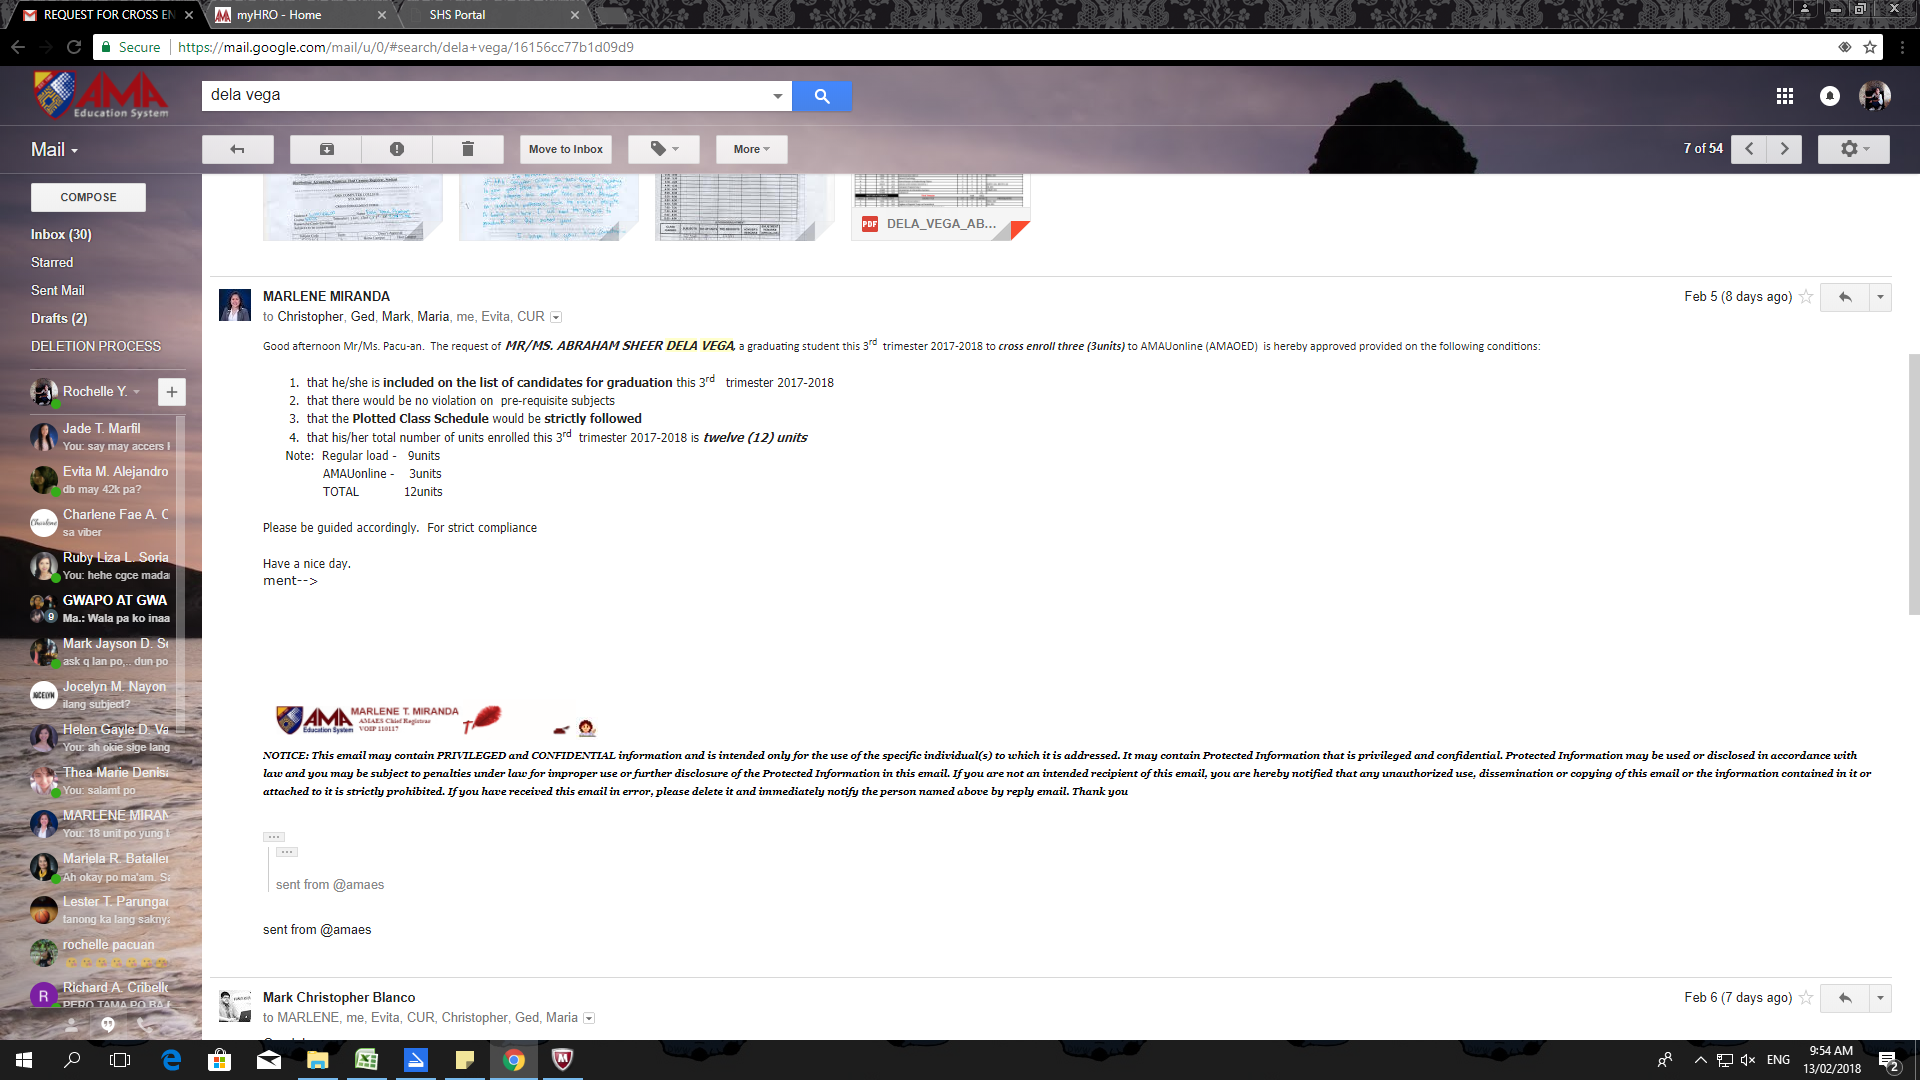 REQUEST FOR CROSS EN
myHRO - Home
SHS Portal
Secure
https://mail.google.com/mail/u/0/#search/dela+vega/16156cc77b1d09d9
AMA
Education System
dela vega
Mail
Move to Inbox
More
7 of 54
COMPOSE
Inbox (30)
Starred
Sent Mail
Drafts (2)
DELETION PROCESS
Rochelle Y.
Jade T. Marfil
You: say may accers
Evita M. Alejandro
db may 42k pa?
Charlene Fae A. C
sa viber
Ruby Liza L. Soria
You: hehe cgce mada
GWAPO AT GWA
9
Ma.: Wala pa ko inaa
Mark Jayson D. S
ask q lan po,.. dun po
Jocelyn M. Nayon
ilang subject?
Helen Gayle D. Va
You: ah okie sige lang
Thea Marie Denis
You: salamt po
MARLENE MIRAN
You: 18 unit po yung
Mariela R. Bataller
Ah okay po ma'am. S
Lester T. Parunga
tanong ka lang sakny
rochelle pacuan
R
Richard A. Cribell
PERO TAMA PO BA
PDF
DELA_VEGA_AB...
MARLENE MIRANDA
Feb 5 (8 days ago)
to Christopher, Ged, Mark, Maria, me, Evita, CUR
Good afternoon Mr/Ms. Pacu-an. The request of MR/MS. ABRAHAM SHEER DELA VEGA, a graduating student this 3rd trimester 2017-2018 to cross enroll three (3units) to AMAUonline (AMAOED) is hereby approved provided on the following conditions:
1. that he/she is included on the list of candidates for graduation this 3rd trimester 2017-2018
2. that there would be no violation on pre-requisite subjects
3. that the Plotted Class Schedule would be strictly followed
4. that his/her total number of units enrolled this 3rd trimester 2017-2018 is twelve (12) units
Note: Regular load - 9units
AMAUonline - 3units
TOTAL 12units
Please be guided accordingly. For strict compliance
Have a nice day.
ment-->
AMA
Education System
MARLENE T. MIRANDA
AMAES Chief Registrar
VOIP 110117
NOTICE: This email may contain PRIVILEGED and CONFIDENTIAL information and is intended only for the use of the specific individual(s) to which it is addressed. It may contain Protected Information that is privileged and confidential. Protected Information may be used or disclosed in accordance with
law and you may be subject to penalties under law for improper use or further disclosure of the Protected Information in this email. If you are not an intended recipient of this email, you are hereby notified that any unauthorized use, dissemination or copying of this email or the information contained in it or
attached to it is strictly prohibited. If you have received this email in error, please delete it and immediately notify the person named above by reply email. Thank you
sent from @amaes
sent from @amaes
Mark Christopher Blanco
Feb 6 (7 days ago)
to MARLENE, me, Evita, CUR, Christopher, Ged, Maria
ENG
9:54 AM
13/02/2018
2